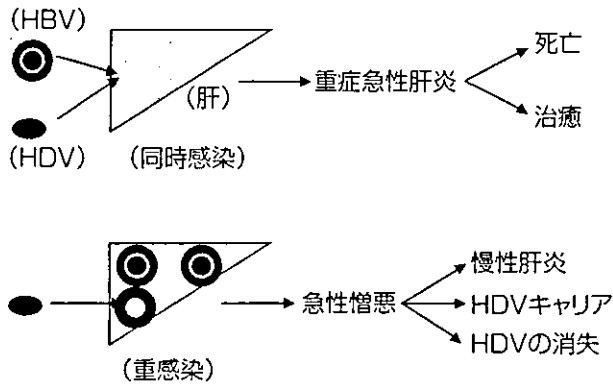 (HBV)
死亡
(肝)
重症急性肝炎
治癒
(HDV)
(同時感染)
慢性肝炎
急性憎悪
HDVキャリア
HDVの消失
(重感染)